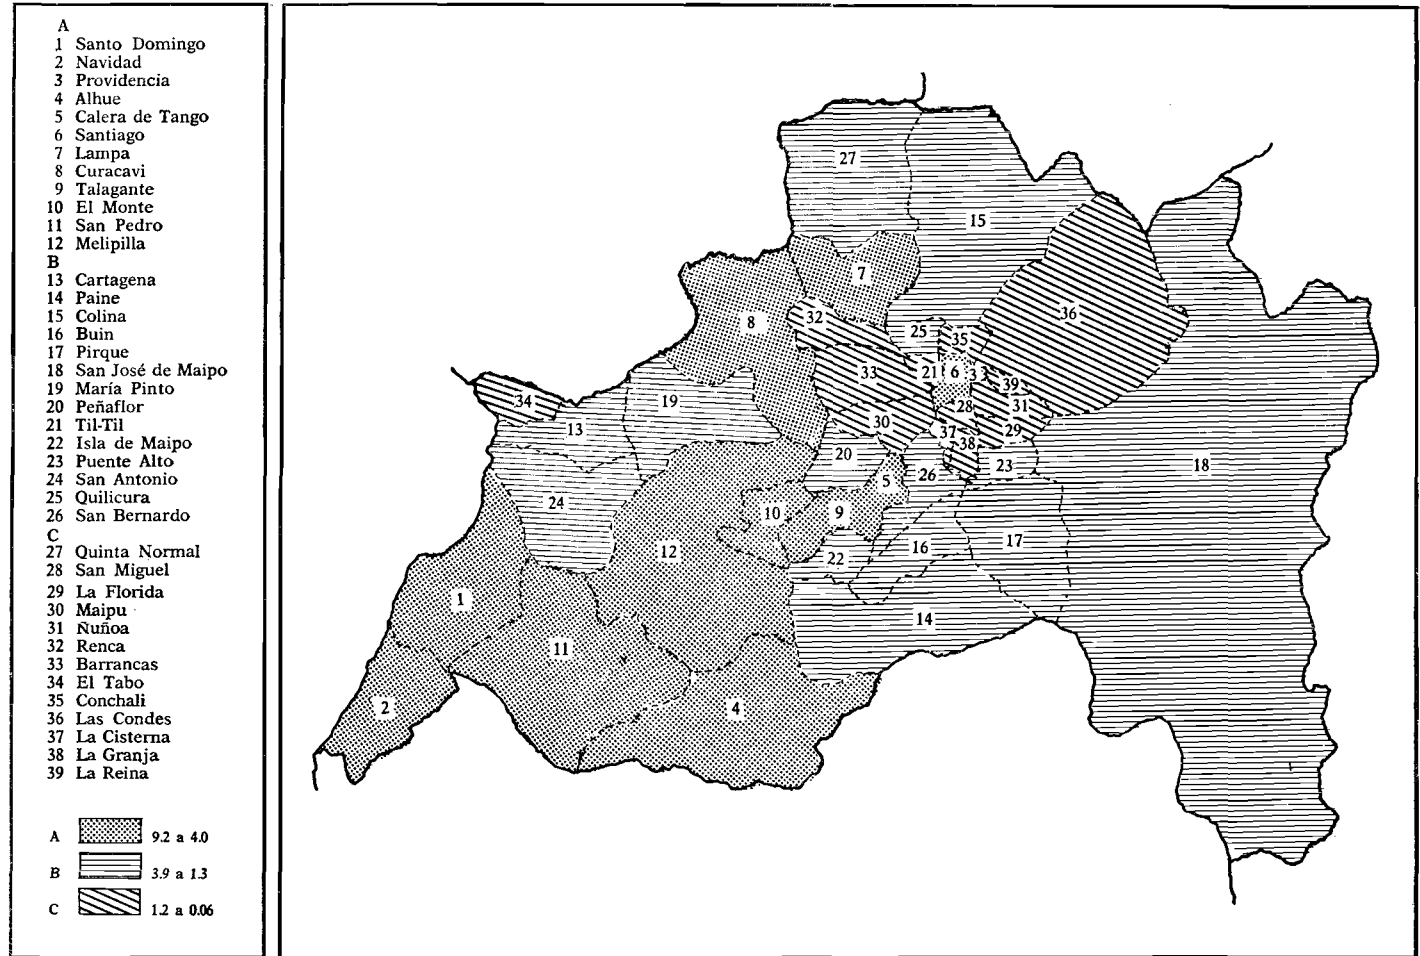 A
1 Santo Domingo
2 Navidad
3 Providencia
4 Alhue
5 Calera de Tango
6 Santiago
7 Lampa
8 Curacavi
9 Talagante
10 El Monte
11 San Pedro
12 Melipilla
B
13 Cartagena
14 Paine
15 Colina
16 Buin
17 Pirque
18 San José de Maipo
19 María Pinto
20 Peñaflor
21 Til-Til
22 Isla de Maipo
23 Puente Alto
24 San Antonio
25 Quilicura
26 San Bernardo
C
27 Quinta Normal
28 San Miguel
29 La Florida
30 Maipu
31 Ñuñoa
32 Renca
33 Barrancas
34 El Tabo
35 Conchali
36 Las Condes
37 La Cisterna
38 La Granja
39 La Reina
A 9.2 a 4.0
B 3.9 a 1.3
C 1.2 a 0.06
27
15
7
36
32
8
25
35
33
21
6
3
39
34
19
28
31
13
30
37
29
38
20
23
18
5
26
24
10
9
12
16
17
22
1
14
11
2
4